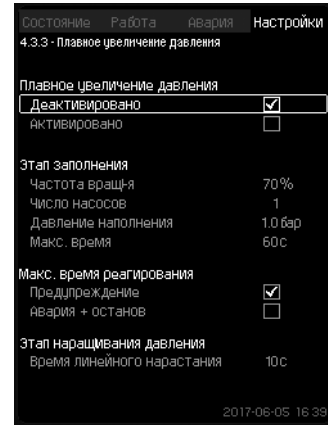 Состояние Работа Авария Настройки
4.3.3 - Плавное увеличение давления
Плавное увеличение давления
Деактивировано
Активировано
Этап заполнения
Частота вращ-я 70%
Число насосов 1
Давление наполнения 1.0 бар
Макс. время 60с
Макс. время реагирования
Предупреждение
Авария + останов
Этап наращивания давления
Время линейного нарастания 10с
2017-06-05 16:39